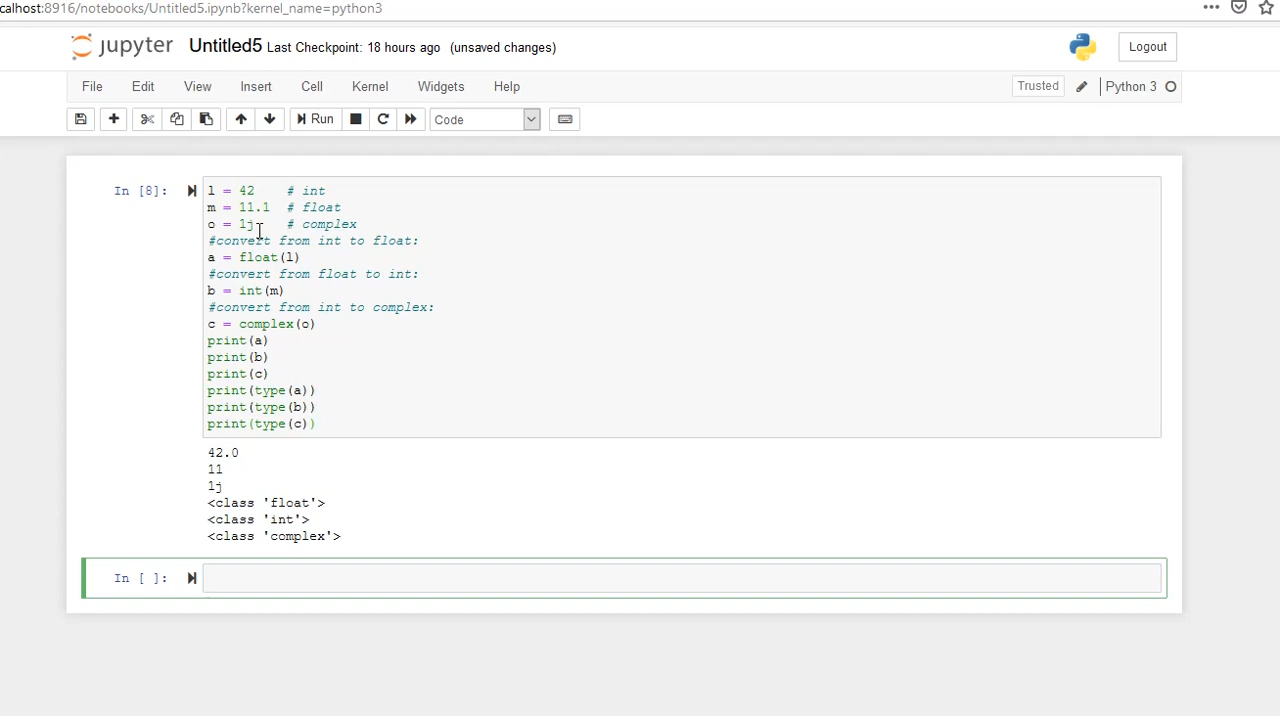 calhost:8916/notebooks/Untitled5.ipynb?kernel_name=python3
jupyter Untitled5 Last Checkpoint: 18 hours ago (unsaved changes) Logout
File Edit View Insert Cell Kernel Widgets Help Trusted Python 3
Run Code
In [8]:
l = 42    # int
m = 11.1  # float
o = 1j    # complex
#convert from int to float:
a = float(l)
#convert from float to int:
b = int(m)
#convert from int to complex:
c = complex(o)
print(a)
print(b)
print(c)
print(type(a))
print(type(b))
print(type(c))
42.0
11
1j
<class 'float'>
<class 'int'>
<class 'complex'>
In [ ]: